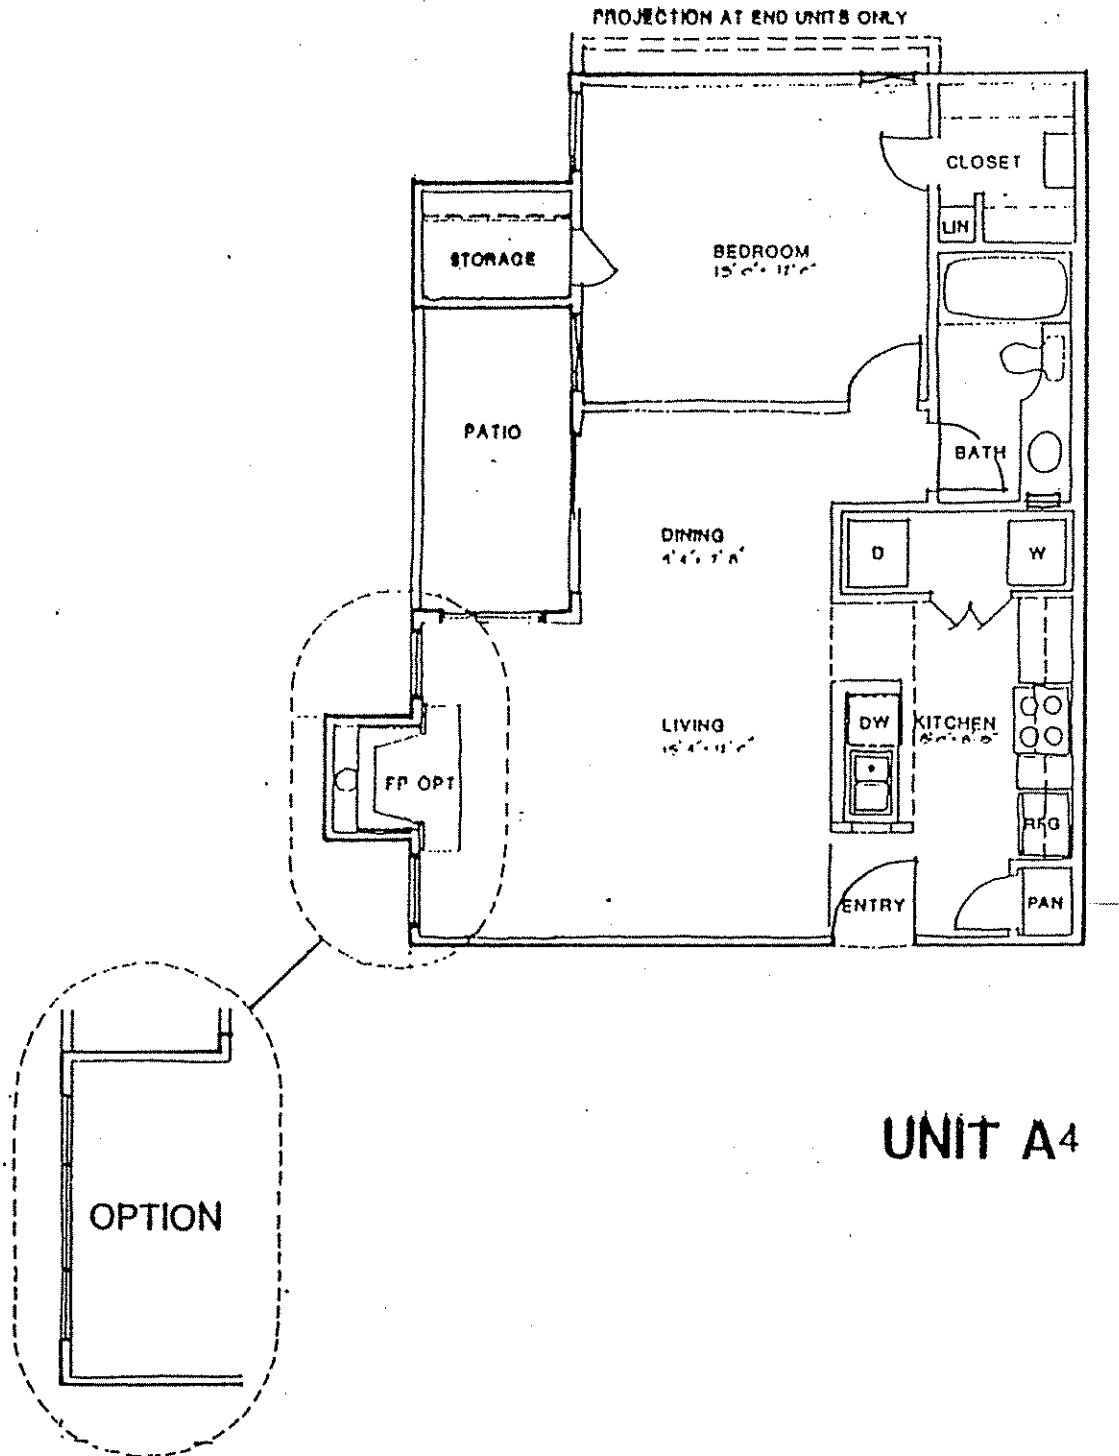 PROJECTION AT END UNITS ONLY
CLOSET
LIN
STORAGE
BEDROOM
PATIO
BATH
DINING
D
W
LIVING
DW
KITCHEN
FP OPT
ENTRY
PAN
UNIT A4
OPTION